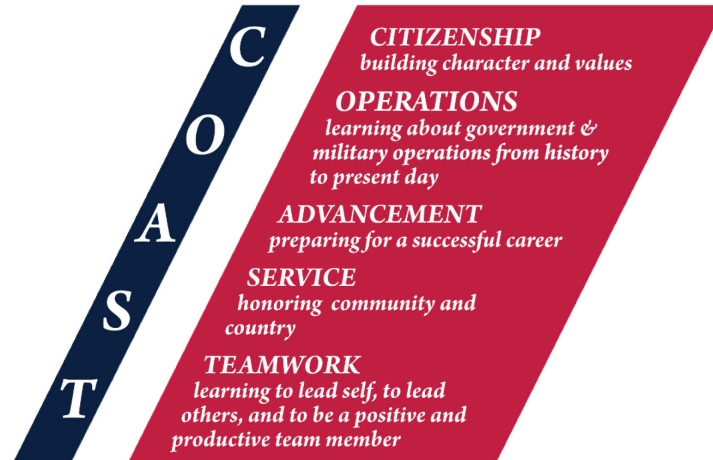 C
CITIZENSHIP
building character and values
O
OPERATIONS
learning about government &
military operations from history
to present day
A
ADVANCEMENT
preparing for a successful career
S
SERVICE
honoring community and
country
T
TEAMWORK
learning to lead self, to lead
others, and to be a positive and
productive team member